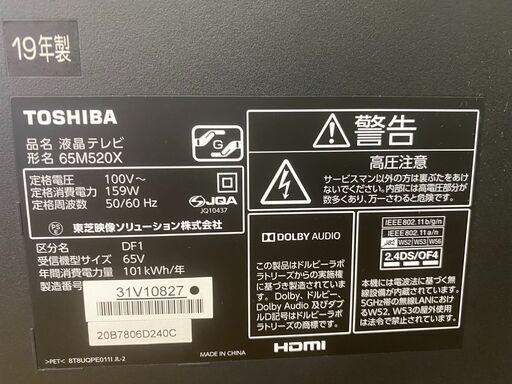 19年製
TOSHIBA
品名 液晶テレビ
形名 65M520X
定格電圧 100V～
定格消費電力 159W
定格周波数 50/60 Hz
G
PS
E
JQA
JQ10437
東芝映像ソリューション株式会社
区分名 DF1
受信機型サイズ 65V
年間消費電力量 101kWh/年
製造番号
31V10827
20B7806D240C
>PET< 8T8UQPE011I JL-2
MADE IN CHINA
警告
高圧注意
サービスマン以外の方は裏ぶたをあけ
ないでください。内部には高電圧部分が
数多くあり、万一さわると危険です。
DOLBY AUDIO
この製品はドルビーラボ
ラトリーズからの実施権
に基づき製造されていま
す。Dolby、ドルビー、
Dolby Audio 及びダブ
ルD記号はドルビーラボ
ラトリーズの商標です。
HDMI
IEEE802.11b/g/n
IEEE802.11a/n
J52 W52 W53 W56
2.4DS/OF4
本機は電波法に基づく無
線設備を内蔵しています。
5GHz帯の無線LANにおけ
るW52、W53の屋外使用
は法令で禁止されています。